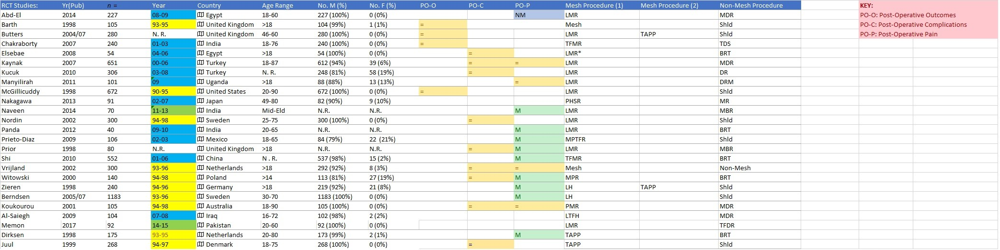 RCT Studies: Yr(Pub) n = Year Country Age Range No. M (%) No. F (%) PO-O PO-C PO-P Mesh Procedure (1) Mesh Procedure (2) Non-Mesh Procedure KEY:
Abd-El 2014 227 08-09 Egypt 18-60 227 (100%) 0 (0%) NM LMR MDR PO-O: Post-Operative Outcomes
Barth 1998 105 93-95 United Kingdom >18 104 (99%) 1 (1%) = Mesh Shld PO-C: Post-Operative Complications
Butters 2004/07 280 N. R. United Kingdom 46-60 280 (100%) 0 (0%) = LMR TAPP Shld PO-P: Post-Operative Pain
Chakraborty 2007 240 01-03 India 18-76 240 (100%) 0 (0%) = TFMR TDS
Elsebae 2008 54 04-06 Egypt >18 54 (100%) 0 (0%) = LMR* BRT
Kaynak 2007 651 00-06 Turkey 18-87 612 (94%) 39 (6%) = = LMR MDR
Kucuk 2010 306 03-08 Turkey N. R. 248 (81%) 58 (19%) = LMR DR
Manyilirah 2011 101 09 Uganda >18 88 (88%) 13 (13%) = LMR DRM
McGillicuddy 1998 672 90-95 United States 20-90 672 (100%) 0 (0%) = LMR Shld
Nakagawa 2013 91 02-07 Japan 49-80 82 (90%) 9 (10%) PHSR MR
Naveen 2014 70 11-13 India Mid-Eld N.R. N.R. M LMR MBR
Nordin 2002 300 94-98 Sweden 25-75 300 (100%) 0 (0%) = LMR Shld
Panda 2012 40 09-10 India 20-65 N.R. N.R. M LMR BRT
Prieto-Diaz 2009 106 02-03 Mexico 18-65 84 (79%) 22 (21%) M MPTFR Shld
Prior 1998 80 N.R. United Kingdom >18 N.R. N.R. = M LMR MBR
Shi 2010 552 01-06 China N . R. 537 (98%) 15 (2%) M TFMR BRT
Vrijland 2002 300 93-96 Netherlands >18 292 (92%) 8 (3%) = = Mesh Non-Mesh
Witowski 2000 140 94-98 Poland >14 113 (81%) 27 (19%) = M MPR BRT
Zieren 1998 240 94-96 Germany >18 219 (92%) 21 (8%) M LH TAPP Shld
Berndsen 2005/07 1183 93-96 Sweden 30-70 1183 (100%) 0 (0%) M LH Shld
Koukourou 2001 105 94-98 Australia 18-90 105 (100%) 0 (0%) = = PMR MDR
Al-Saiegh 2009 104 07-08 Iraq 16-72 102 (98%) 2 (2%) LTFH MDR
Memon 2017 92 14-15 Pakistan 20-60 92 (100%) 0 (0%) LMR TFDR
Dirksen 1998 175 93-95 Netherlands 20-80 173 (99%) 2 (1%) M TAPP BRT
Juul 1999 268 94-97 Denmark 18-75 268 (100%) 0 (0%) = TAPP Shld